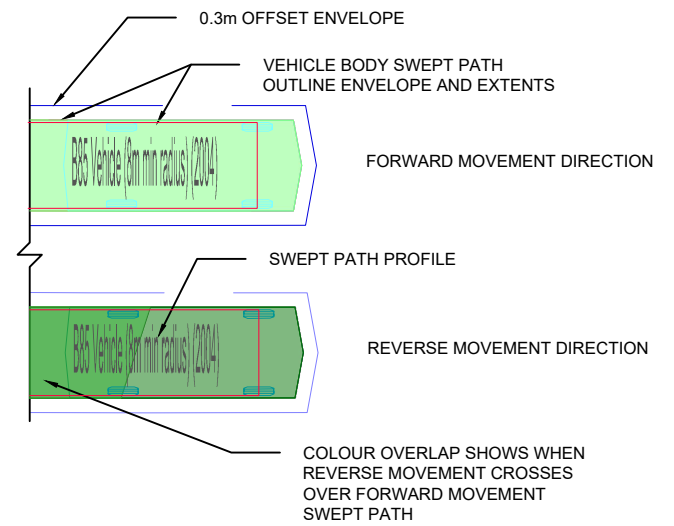 0.3m OFFSET ENVELOPE
VEHICLE BODY SWEPT PATH
OUTLINE ENVELOPE AND EXTENTS
B85 Vehicle (8m min radius) (2004)
FORWARD MOVEMENT DIRECTION
SWEPT PATH PROFILE
B85 Vehicle (8m min radius) (2004)
REVERSE MOVEMENT DIRECTION
COLOUR OVERLAP SHOWS WHEN
REVERSE MOVEMENT CROSSES
OVER FORWARD MOVEMENT
SWEPT PATH